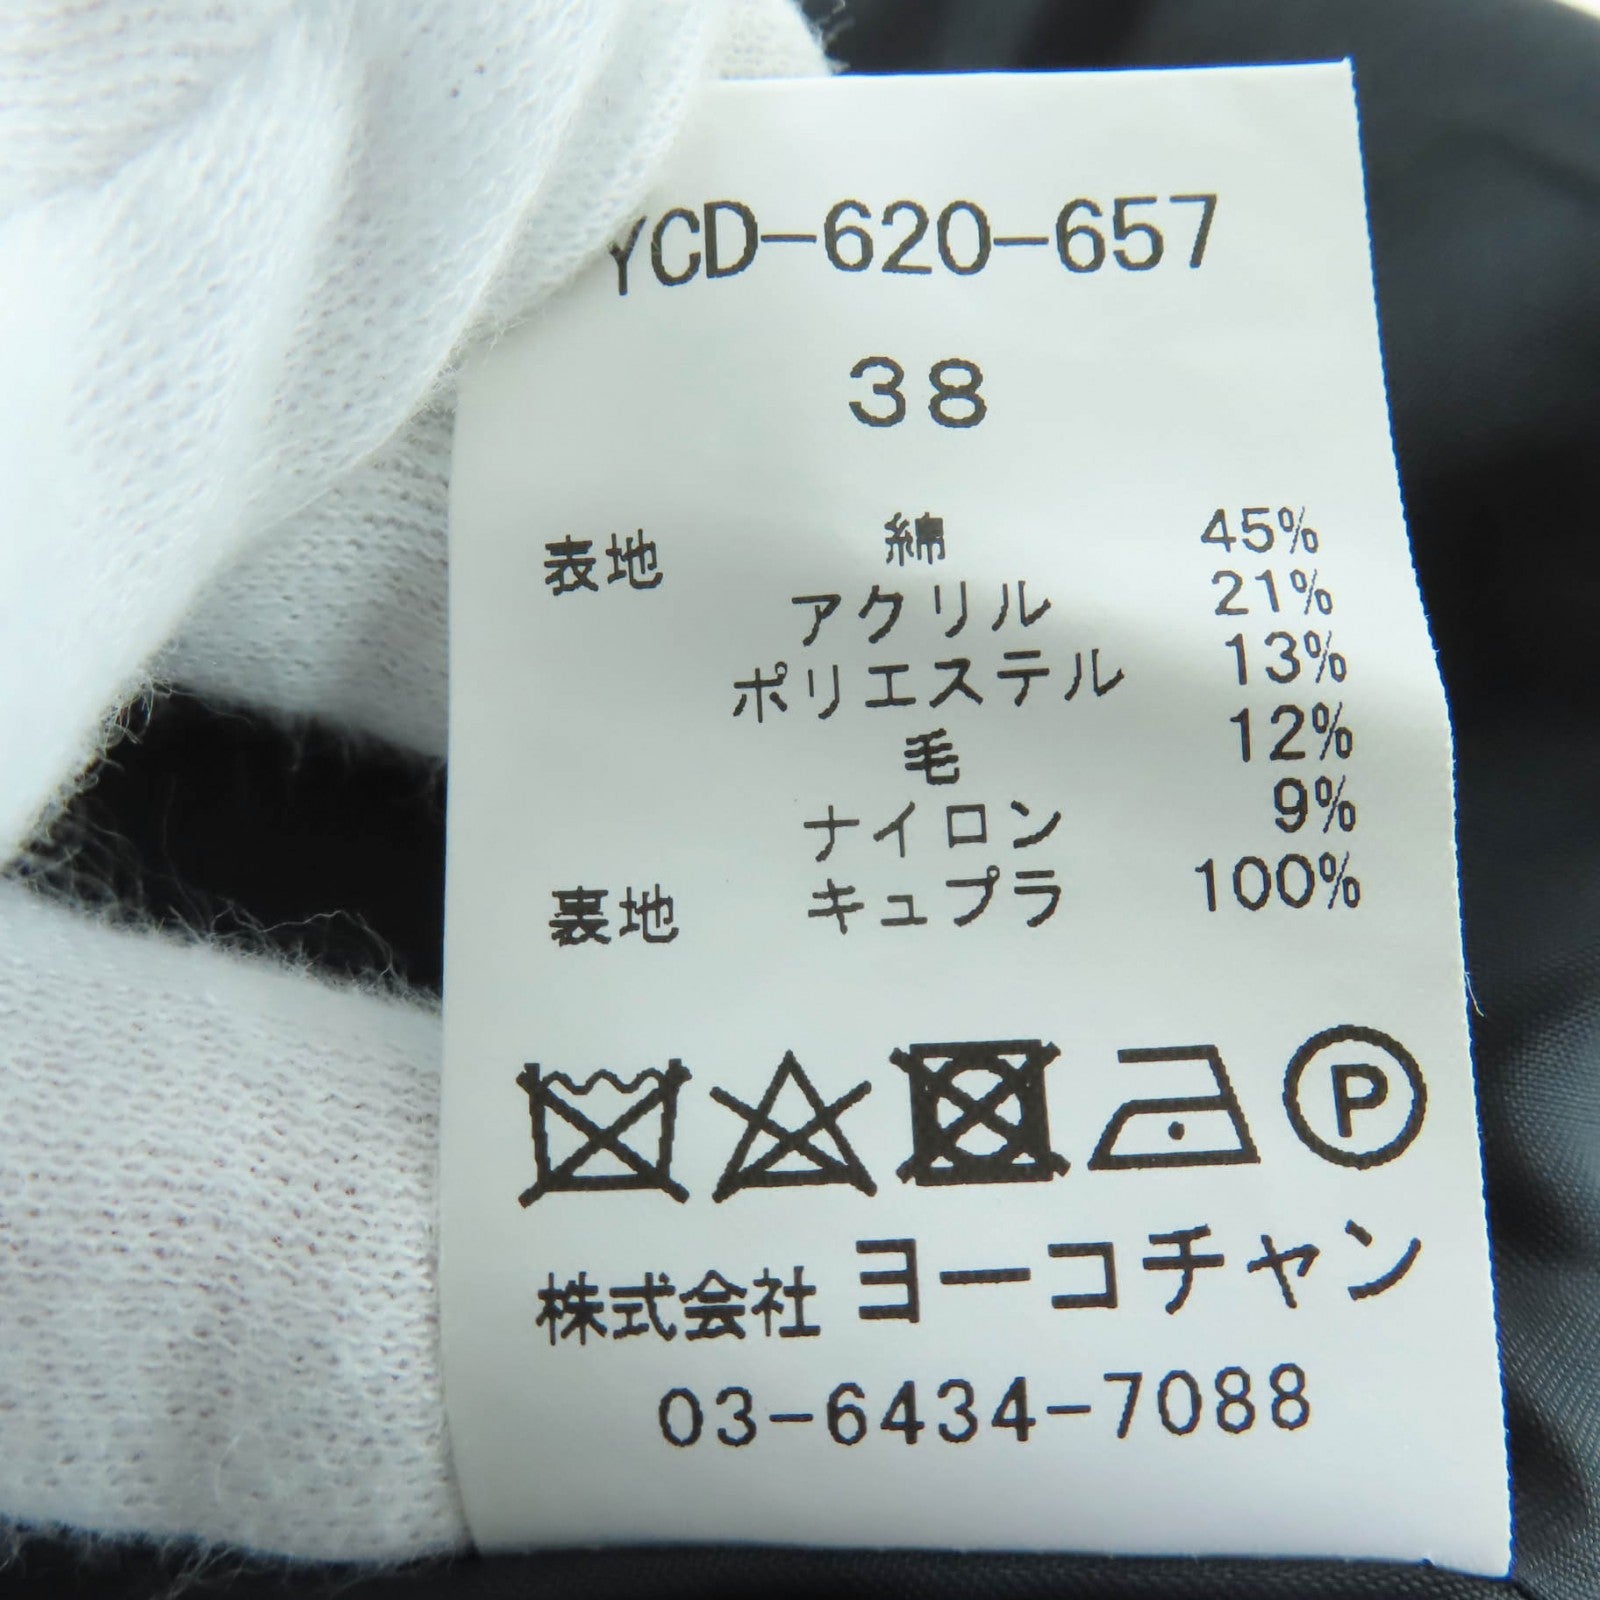 YCD-620-657
38
表地 綿 45%
アクリル 21%
ポリエステル 13%
毛 12%
ナイロン 9%
裏地 キュプラ 100%
P
株式会社 ヨーコチャン
03-6434-7088